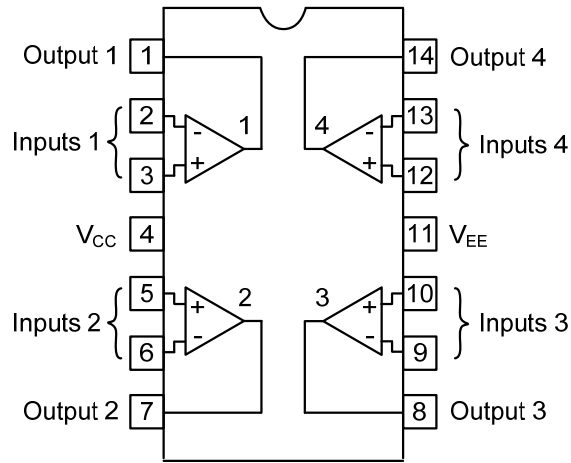 Output 1 1 14 Output 4
2 - 1 4 - 13
Inputs 1 Inputs 4
3 + + 12
VCC 4 11 VEE
5 + 2 3 + 10
Inputs 2 Inputs 3
6 - - 9
Output 2 7 8 Output 3